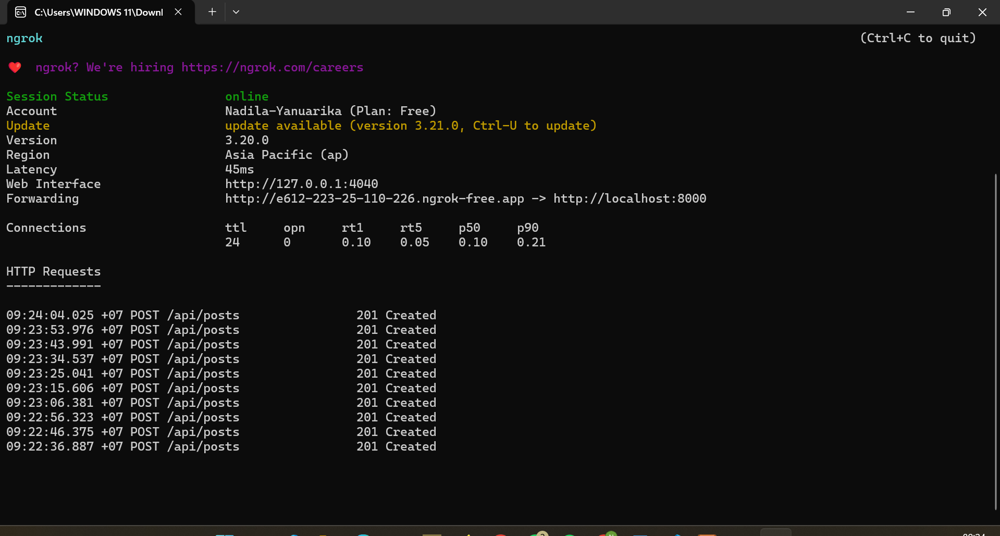 C:\Users\WINDOWS 11\Downl
ngrok (Ctrl+C to quit)
❤️ ngrok? We're hiring https://ngrok.com/careers
Session Status online
Account Nadila-Yanuarika (Plan: Free)
Update update available (version 3.21.0, Ctrl-U to update)
Version 3.20.0
Region Asia Pacific (ap)
Latency 45ms
Web Interface http://127.0.0.1:4040
Forwarding http://e612-223-25-110-226.ngrok-free.app -> http://localhost:8000
Connections ttl opn rt1 rt5 p50 p90
24 0 0.10 0.05 0.10 0.21
HTTP Requests
-------------
09:24:04.025 +07 POST /api/posts 201 Created
09:23:53.976 +07 POST /api/posts 201 Created
09:23:43.991 +07 POST /api/posts 201 Created
09:23:34.537 +07 POST /api/posts 201 Created
09:23:25.041 +07 POST /api/posts 201 Created
09:23:15.606 +07 POST /api/posts 201 Created
09:23:06.381 +07 POST /api/posts 201 Created
09:22:56.323 +07 POST /api/posts 201 Created
09:22:46.375 +07 POST /api/posts 201 Created
09:22:36.887 +07 POST /api/posts 201 Created